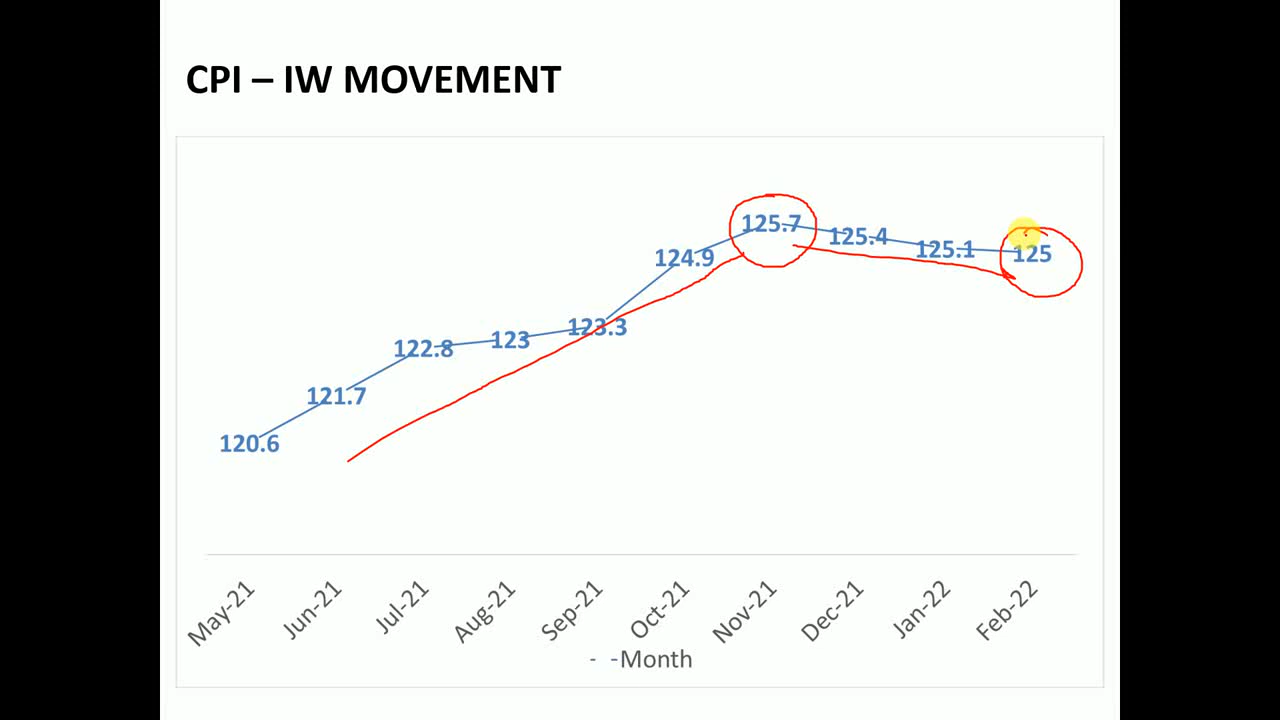 CPI – IW MOVEMENT
125.7
125.4
125.1
125
124.9
123.3
123
122.8
121.7
120.6
May-21
Jun-21
Jul-21
Aug-21
Sep-21
Oct-21
Nov-21
Dec-21
Jan-22
Feb-22
Month